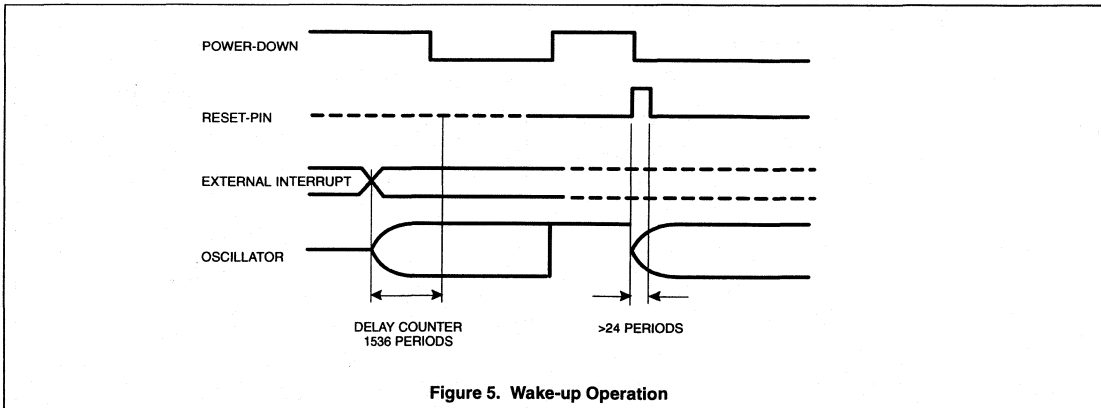 POWER-DOWN
RESET-PIN
EXTERNAL INTERRUPT
OSCILLATOR
DELAY COUNTER
1536 PERIODS
>24 PERIODS
Figure 5. Wake-up Operation